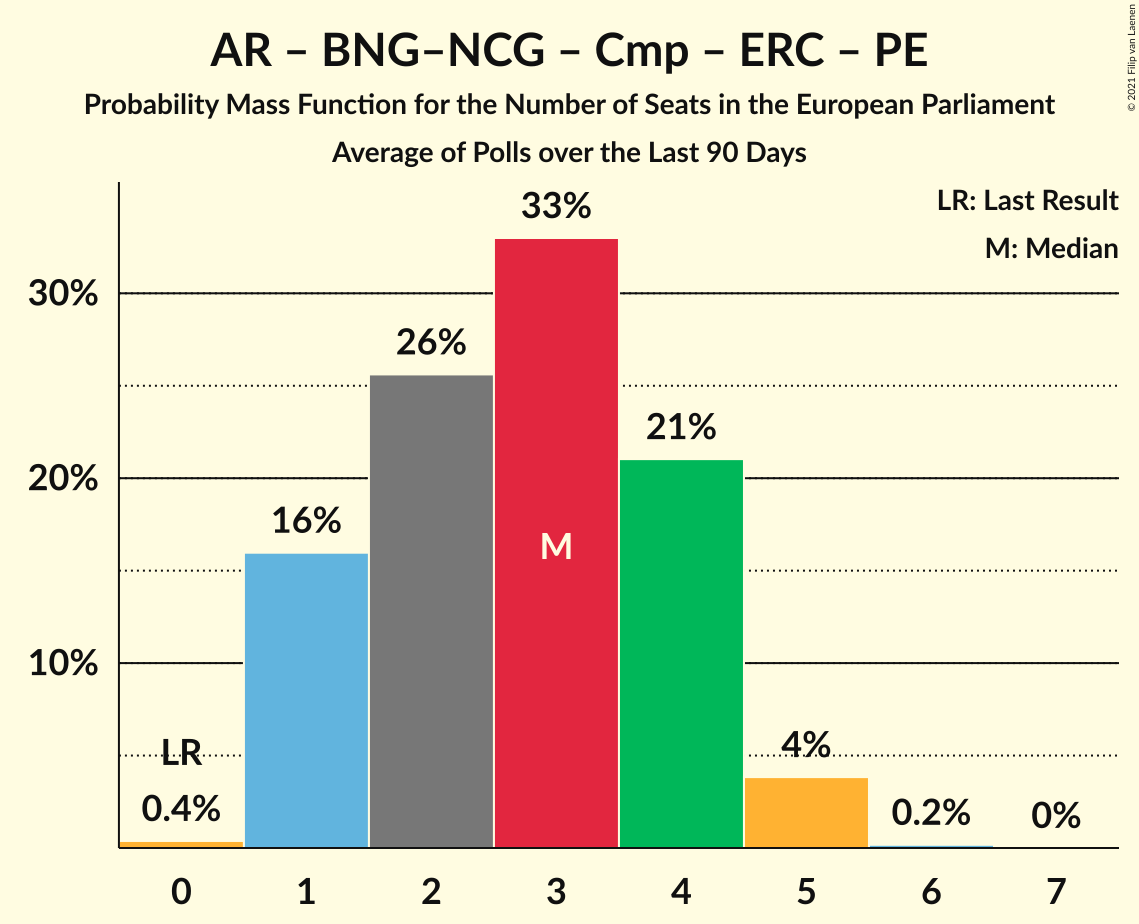 AR – BNG–NCG – Cmp – ERC – PE
Probability Mass Function for the Number of Seats in the European Parliament
Average of Polls over the Last 90 Days
© 2021 Filip van Laenen
LR: Last Result
M: Median
30%
20%
10%
LR
0.4%
16%
26%
33%
M
21%
4%
0.2%
0%
0
1
2
3
4
5
6
7